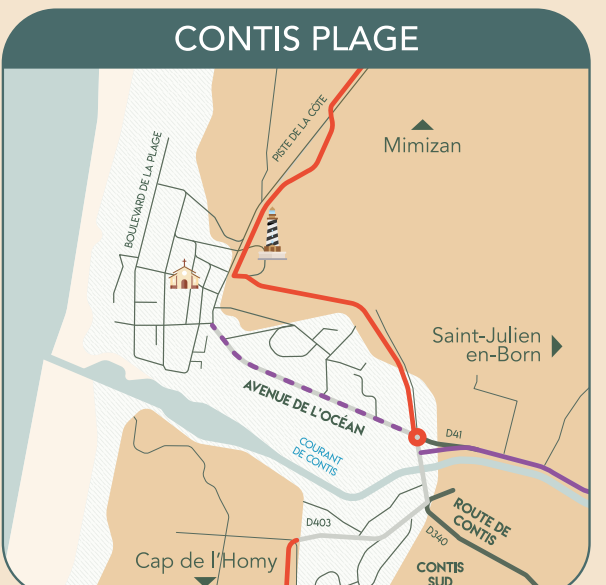 CONTIS PLAGE
PISTE DE LA CÔTE
Mimizan
BOULEVARD DE LA PLAGE
Saint-Julien
en-Born
AVENUE DE L'OCÉAN
D41
COURANT
DE CONTIS
ROUTE DE
CONTIS
D403
D340
Cap de l'Homy
CONTIS
SUD